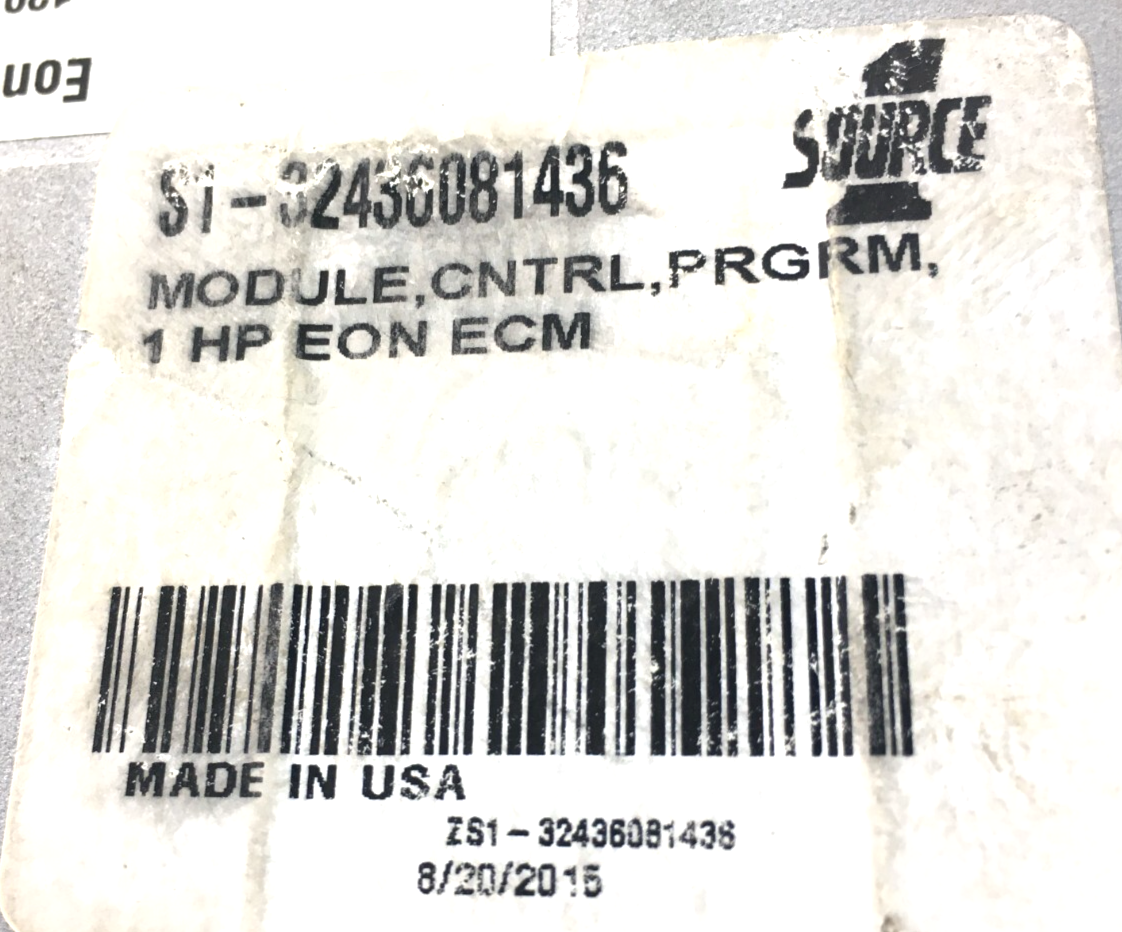 Eon
SOURCE
1
S1-32436081436
MODULE,CNTRL,PRGRM,
1 HP EON ECM
MADE IN USA
ZS1-32436081436
8/20/2015